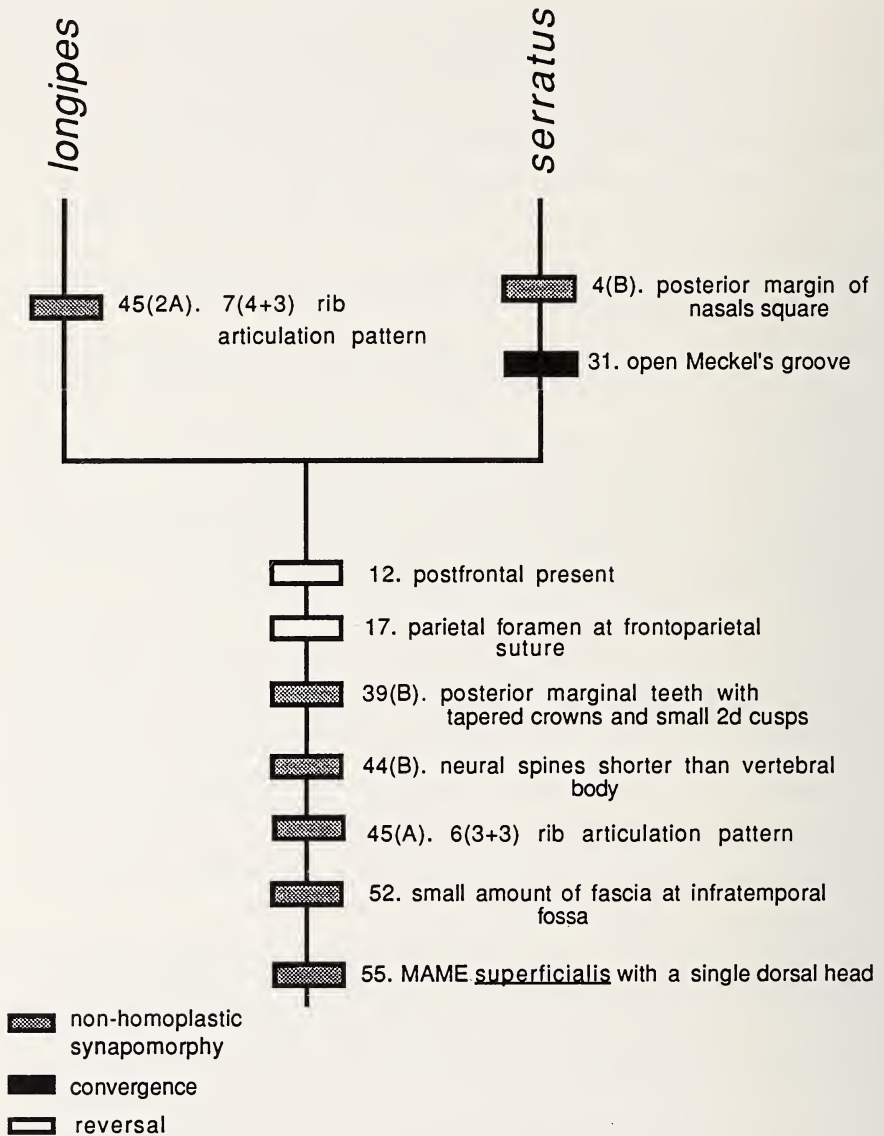 longipes
serratus
45(2A). 7(4+3) rib
articulation pattern
4(B). posterior margin of
nasals square
31. open Meckel's groove
12. postfrontal present
17. parietal foramen at frontoparietal
suture
39(B). posterior marginal teeth with
tapered crowns and small 2d cusps
44(B). neural spines shorter than vertebral
body
45(A). 6(3+3) rib articulation pattern
52. small amount of fascia at infratemporal
fossa
55. MAME superficialis with a single dorsal head
non-homoplastic
synapomorphy
convergence
reversal